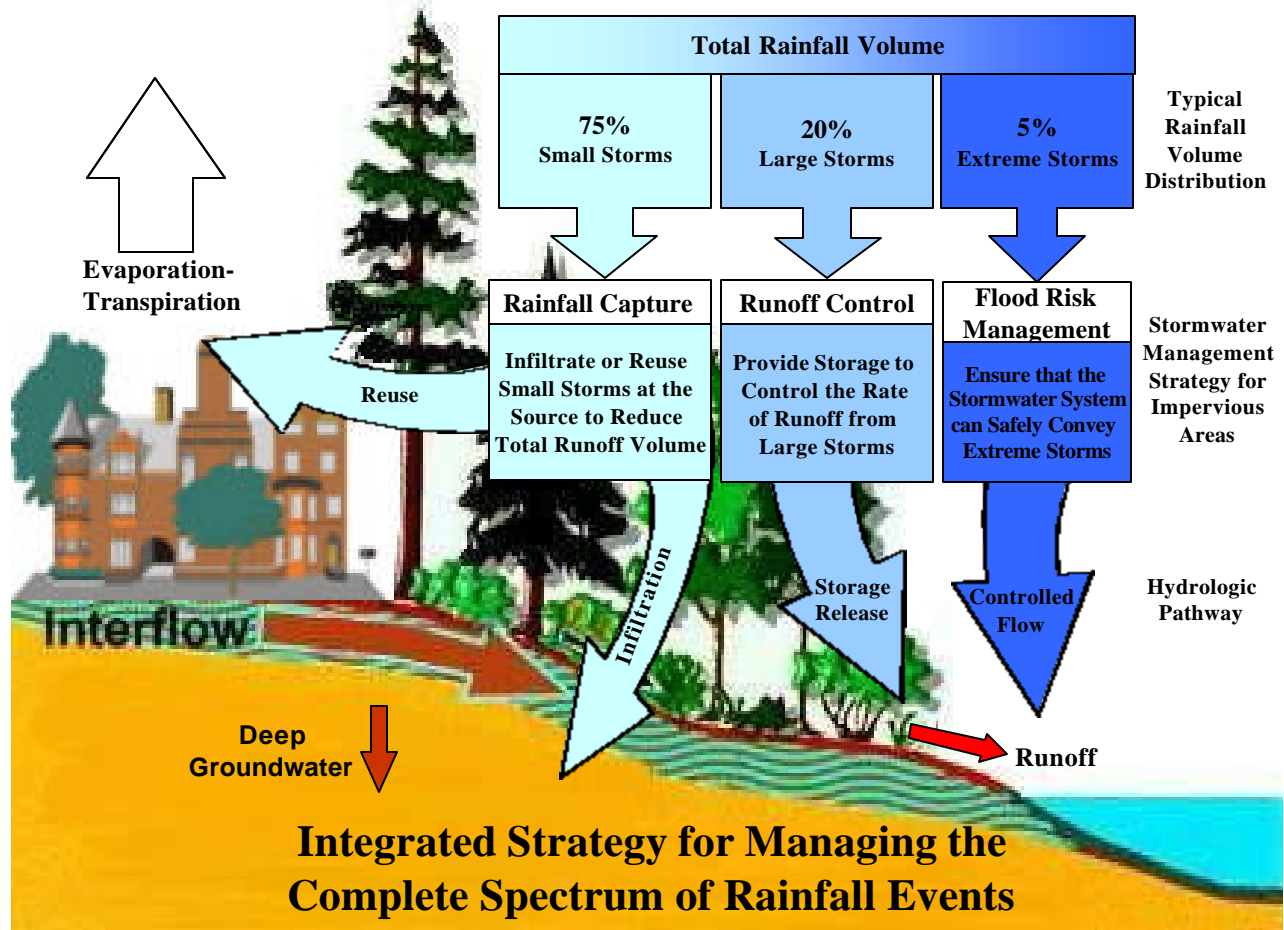 Total Rainfall Volume
75%
Small Storms
20%
Large Storms
5%
Extreme Storms
Typical
Rainfall
Volume
Distribution
Evaporation-
Transpiration
Rainfall Capture
Infiltrate or Reuse
Small Storms at the
Source to Reduce
Total Runoff Volume
Runoff Control
Provide Storage to
Control the Rate
of Runoff from
Large Storms
Flood Risk
Management
Ensure that the
Stormwater System
can Safely Convey
Extreme Storms
Stormwater
Management
Strategy for
Impervious
Areas
Reuse
Infiltration
Storage
Release
Controlled
Flow
Hydrologic
Pathway
Interflow
Deep
Groundwater
Runoff
Integrated Strategy for Managing the
Complete Spectrum of Rainfall Events